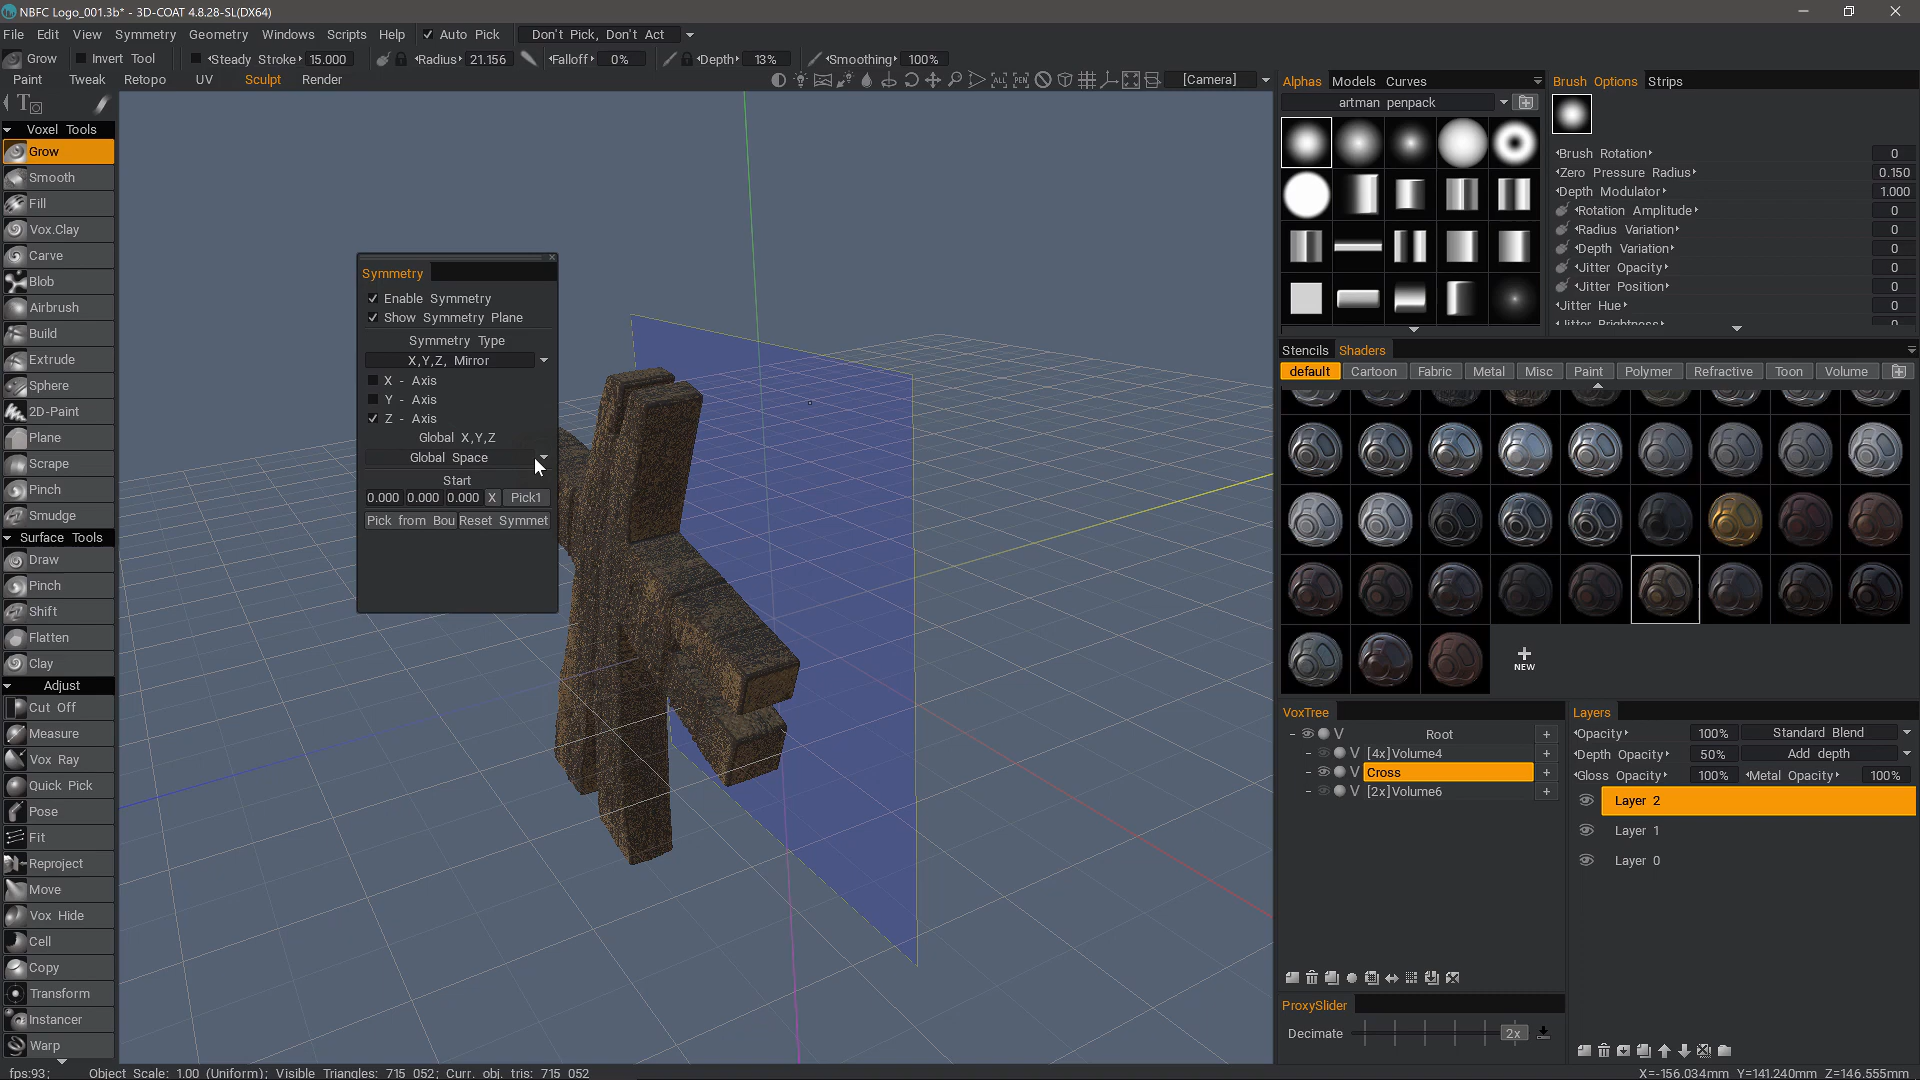 NBFC Logo_001.3b* - 3D-COAT 4.8.28-SL(DX64)
File Edit View Symmetry Geometry Windows Scripts Help Auto Pick Don't Pick, Don't Act
Grow Invert Tool Steady Stroke 15.000 Radius 21.156 Falloff 0% Depth 13% Smoothing 100%
Paint Tweak Retopo UV Sculpt Render [Camera]
Voxel Tools
Grow
Smooth
Fill
Vox.Clay
Carve
Blob
Airbrush
Build
Extrude
Sphere
2D-Paint
Plane
Scrape
Pinch
Smudge
Surface Tools
Draw
Pinch
Shift
Flatten
Clay
Adjust
Cut Off
Measure
Vox Ray
Quick Pick
Pose
Fit
Reproject
Move
Vox Hide
Cell
Copy
Transform
Instancer
Warp
Symmetry
Enable Symmetry
Show Symmetry Plane
Symmetry Type
X,Y,Z, Mirror
X - Axis
Y - Axis
Z - Axis
Global X,Y,Z
Global Space
Start
0.000 0.000 0.000 X Pick1
Pick from Bou Reset Symmet
Alphas Models Curves
artman penpack
Brush Options Strips
Brush Rotation 0
Zero Pressure Radius 0.150
Depth Modulator 1.000
Rotation Amplitude 0
Radius Variation 0
Depth Variation 0
Jitter Opacity 0
Jitter Position 0
Jitter Hue 0
Jitter Brightness 0
Stencils Shaders
default Cartoon Fabric Metal Misc Paint Polymer Refractive Toon Volume
NEW
VoxTree
V Root +
V [4x]Volume4 +
V Cross +
V [2x]Volume6 +
ProxySlider
Decimate 2x
Layers
Opacity 100% Standard Blend
Depth Opacity 50% Add depth
Gloss Opacity 100% Metal Opacity 100%
Layer 2
Layer 1
Layer 0
fps:93; Object Scale: 1.00 (Uniform); Visible Triangles: 715 052; Curr. obj. tris: 715 052
X=-156.034mm Y=141.240mm Z=146.555mm